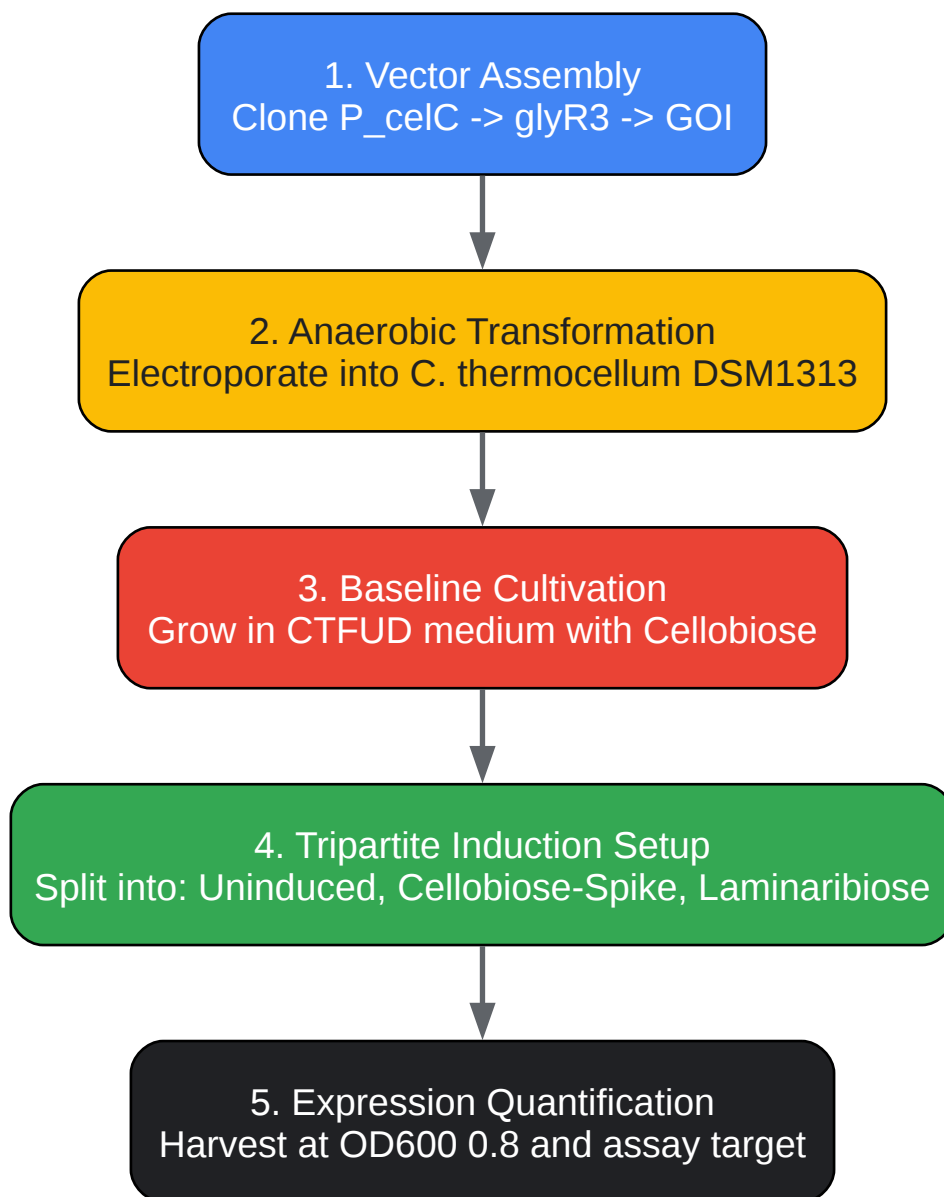 1. Vector Assembly
Clone P_celC -> glyR3 -> GOI
2. Anaerobic Transformation
Electroporate into C. thermocellum DSM1313
3. Baseline Cultivation
Grow in CTFUD medium with Cellobiose
4. Tripartite Induction Setup
Split into: Uninduced, Cellobiose-Spike, Laminaribiose
5. Expression Quantification
Harvest at OD600 0.8 and assay target